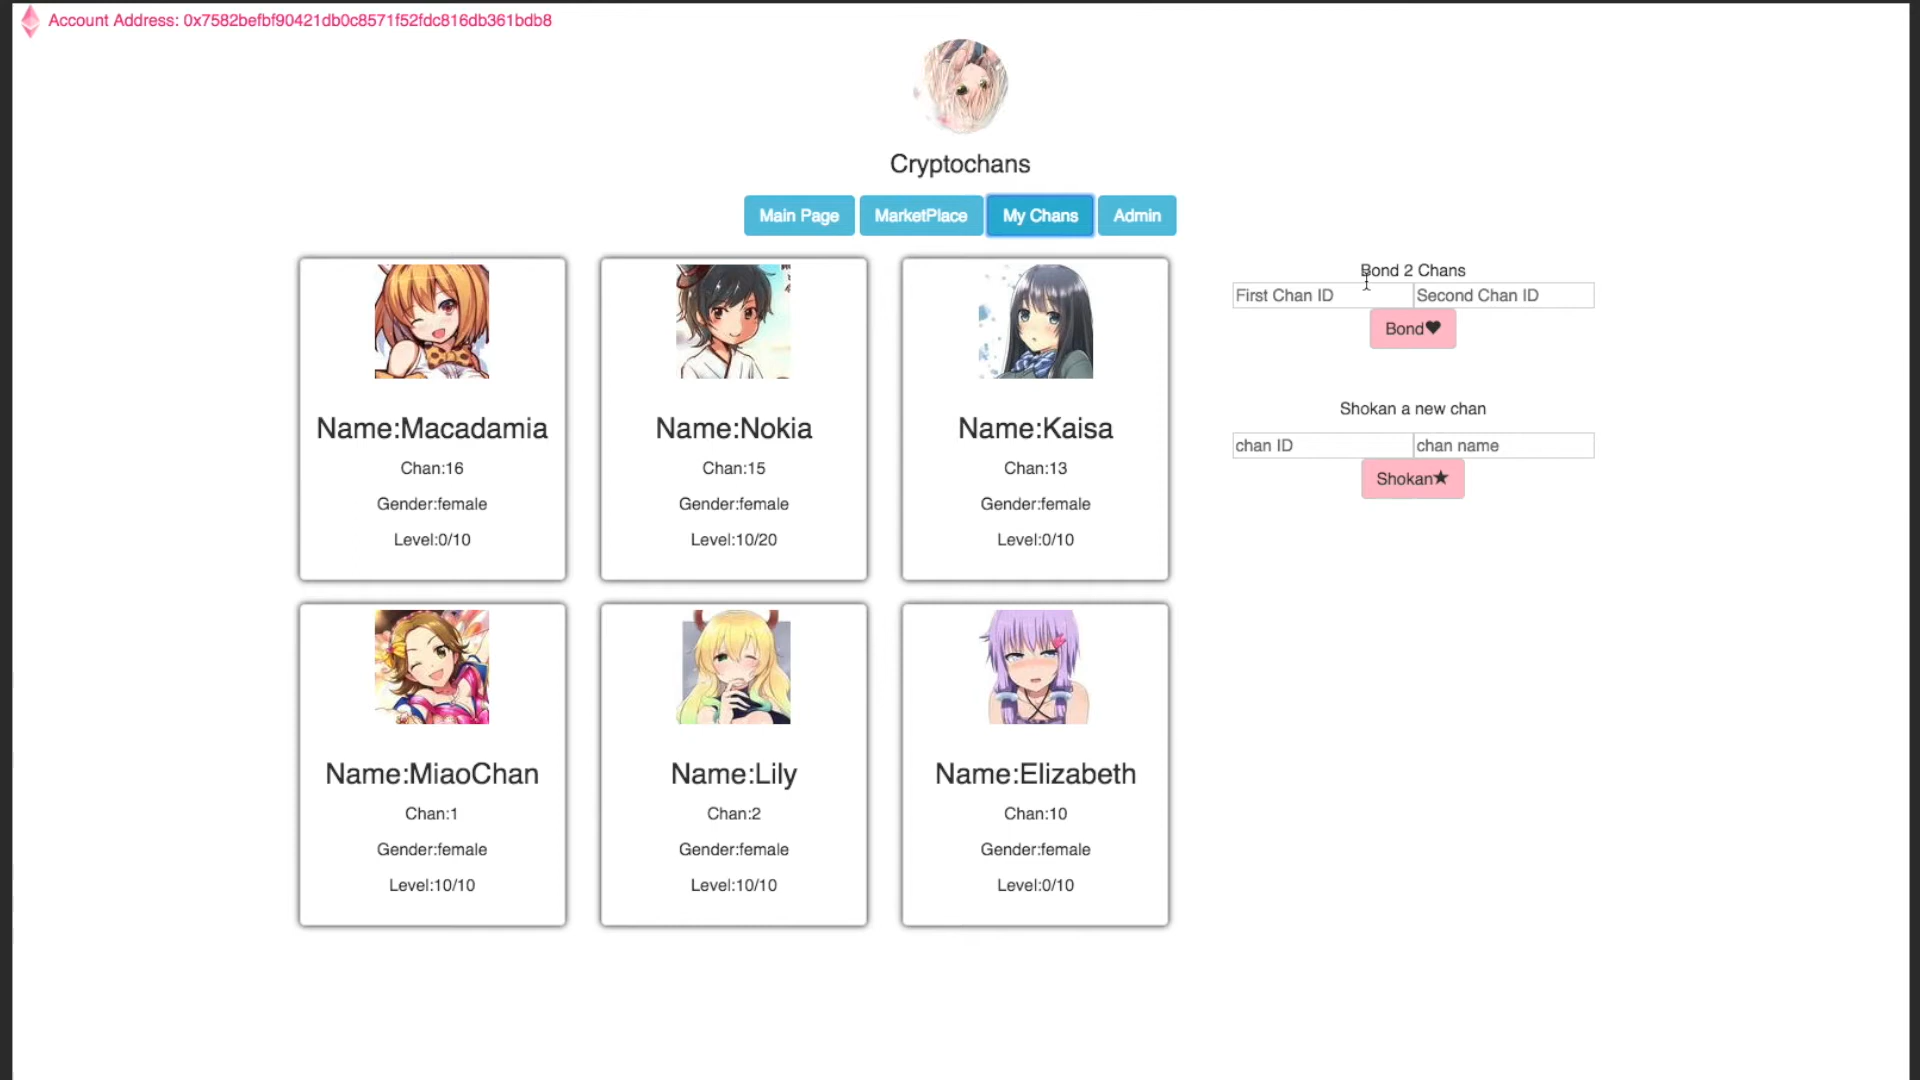 Account Address: 0x7582befbf90421db0c8571f52fdc816db361bdb8
Cryptochans
Main Page
MarketPlace
My Chans
Admin
Name:Macadamia
Chan:16
Gender:female
Level:0/10
Name:Nokia
Chan:15
Gender:female
Level:10/20
Name:Kaisa
Chan:13
Gender:female
Level:0/10
Name:MiaoChan
Chan:1
Gender:female
Level:10/10
Name:Lily
Chan:2
Gender:female
Level:10/10
Name:Elizabeth
Chan:10
Gender:female
Level:0/10
Bond 2 Chans
First Chan ID
Second Chan ID
Bond♥
Shokan a new chan
chan ID
chan name
Shokan★